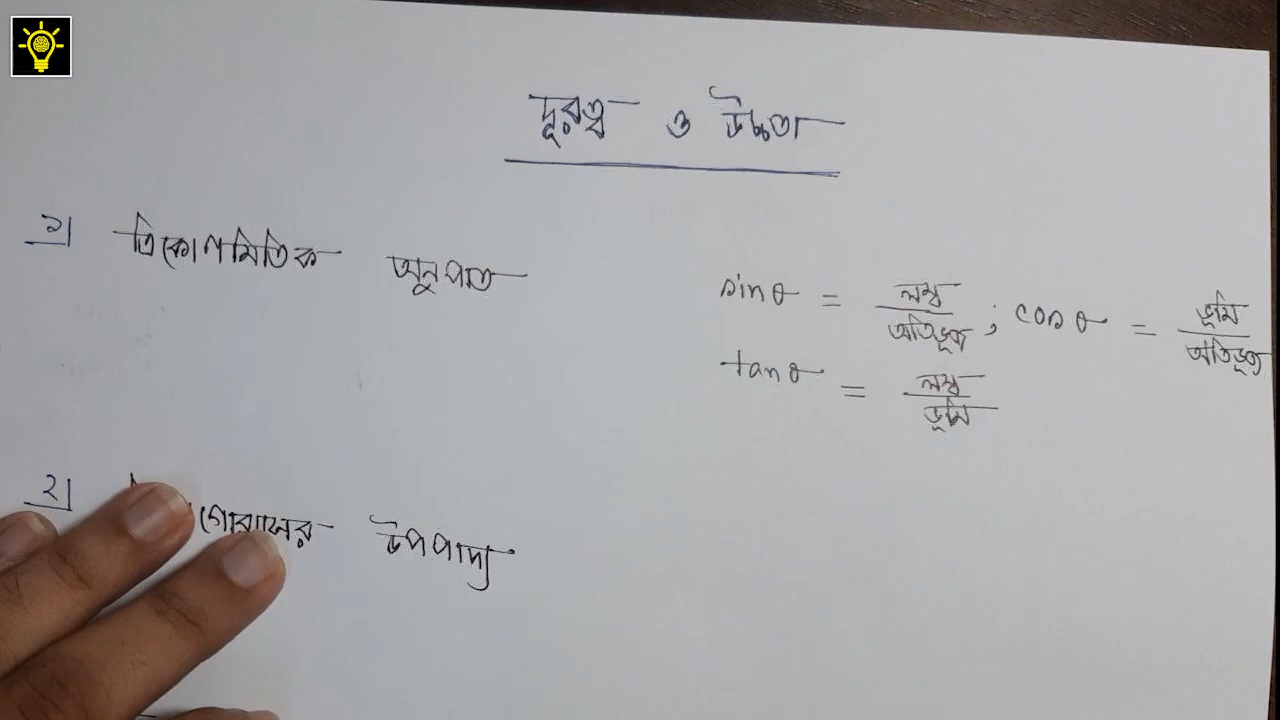 দূরত্ব ও উচ্চতা
১। ত্রিকোণমিতিক অনুপাত
sinθ = লম্ব/অতিভূজ ; cosθ = ভূমি/অতিভূজ
tanθ = লম্ব/ভূমি
২। উপপাদ্য